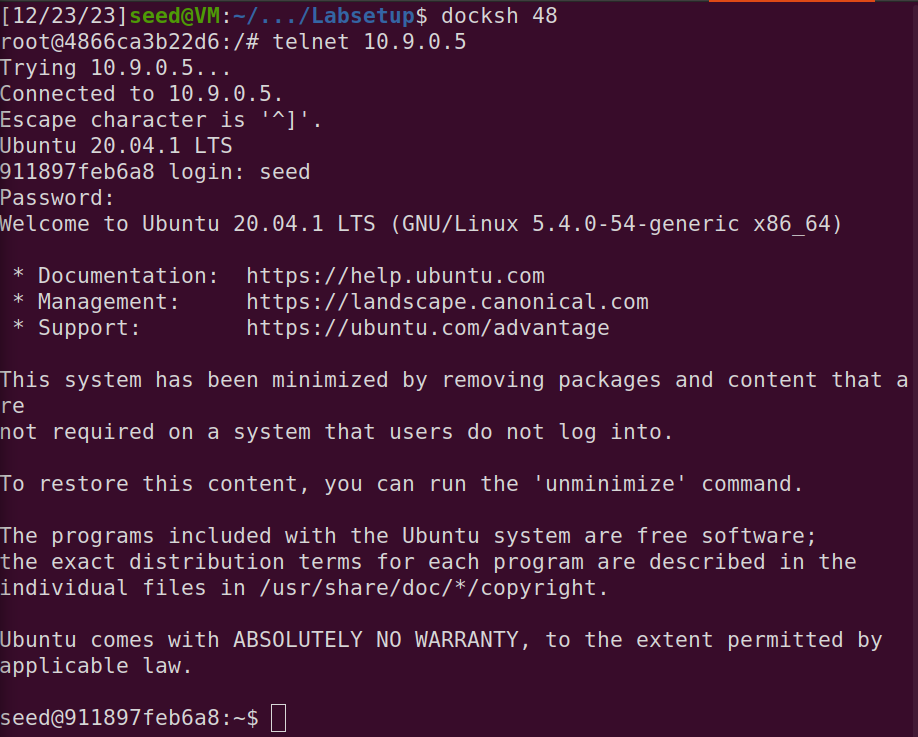 [12/23/23]seed@VM:~/.../Labsetup$ docksh 48
root@4866ca3b22d6:/# telnet 10.9.0.5
Trying 10.9.0.5...
Connected to 10.9.0.5.
Escape character is '^]'.
Ubuntu 20.04.1 LTS
911897feb6a8 login: seed
Password:
Welcome to Ubuntu 20.04.1 LTS (GNU/Linux 5.4.0-54-generic x86_64)

 * Documentation:  https://help.ubuntu.com
 * Management:     https://landscape.canonical.com
 * Support:        https://ubuntu.com/advantage

This system has been minimized by removing packages and content that a
re
not required on a system that users do not log into.

To restore this content, you can run the 'unminimize' command.

The programs included with the Ubuntu system are free software;
the exact distribution terms for each program are described in the
individual files in /usr/share/doc/*/copyright.

Ubuntu comes with ABSOLUTELY NO WARRANTY, to the extent permitted by
applicable law.

seed@911897feb6a8:~$